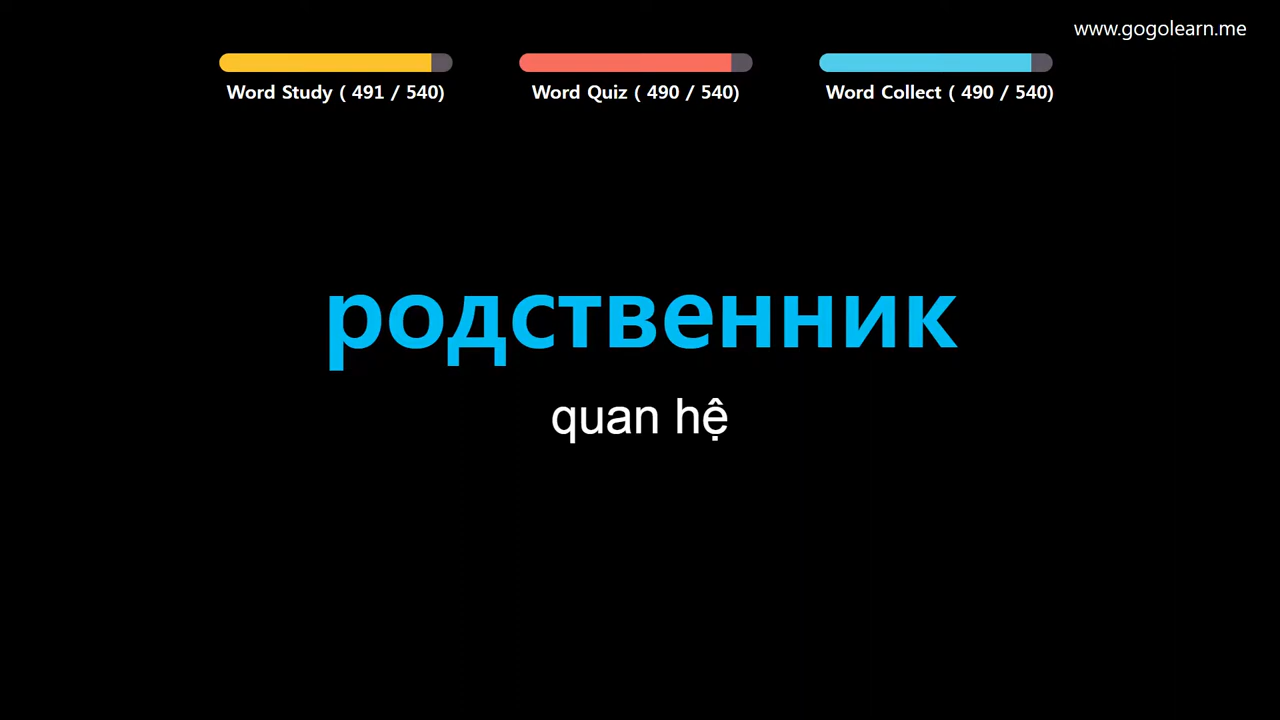 www.gogolearn.me
Word Study ( 491 / 540)
Word Quiz ( 490 / 540)
Word Collect ( 490 / 540)
родственник
quan hệ